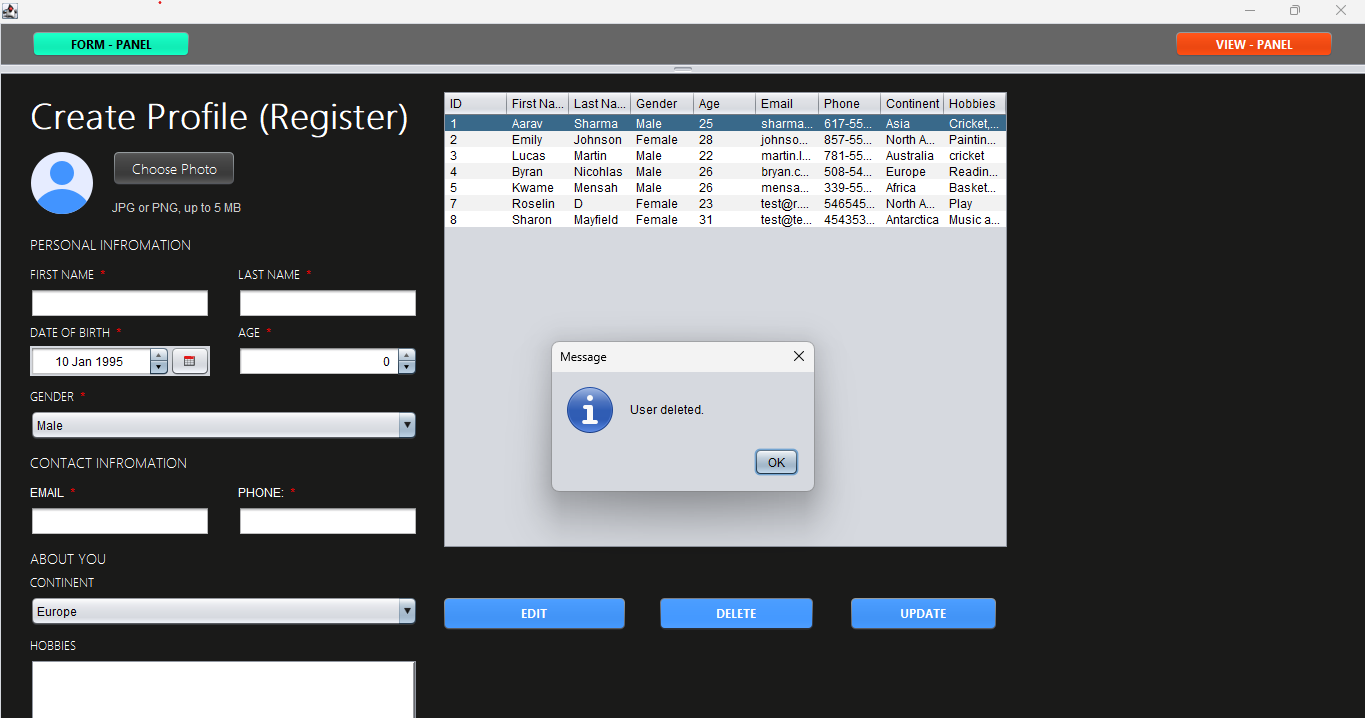 FORM - PANEL
VIEW - PANEL
Create Profile (Register)
Choose Photo
JPG or PNG, up to 5 MB
PERSONAL INFROMATION
FIRST NAME *
LAST NAME *
DATE OF BIRTH *
AGE *
10 Jan 1995
0
GENDER *
Male
CONTACT INFROMATION
EMAIL *
PHONE: *
ABOUT YOU
CONTINENT
Europe
HOBBIES
ID First Na... Last Na... Gender Age Email Phone Continent Hobbies
1 Aarav Sharma Male 25 sharma... 617-55... Asia Cricket,...
2 Emily Johnson Female 28 johnso... 857-55... North A... Paintin...
3 Lucas Martin Male 22 martin.l... 781-55... Australia cricket
4 Byran Nicohlas Male 26 bryan.c... 508-54... Europe Readin...
5 Kwame Mensah Male 26 mensa... 339-55... Africa Basket...
7 Roselin D Female 23 test@r.... 546545... North A... Play
8 Sharon Mayfield Female 31 test@te... 454353... Antarctica Music a...
Message
User deleted.
OK
EDIT
DELETE
UPDATE